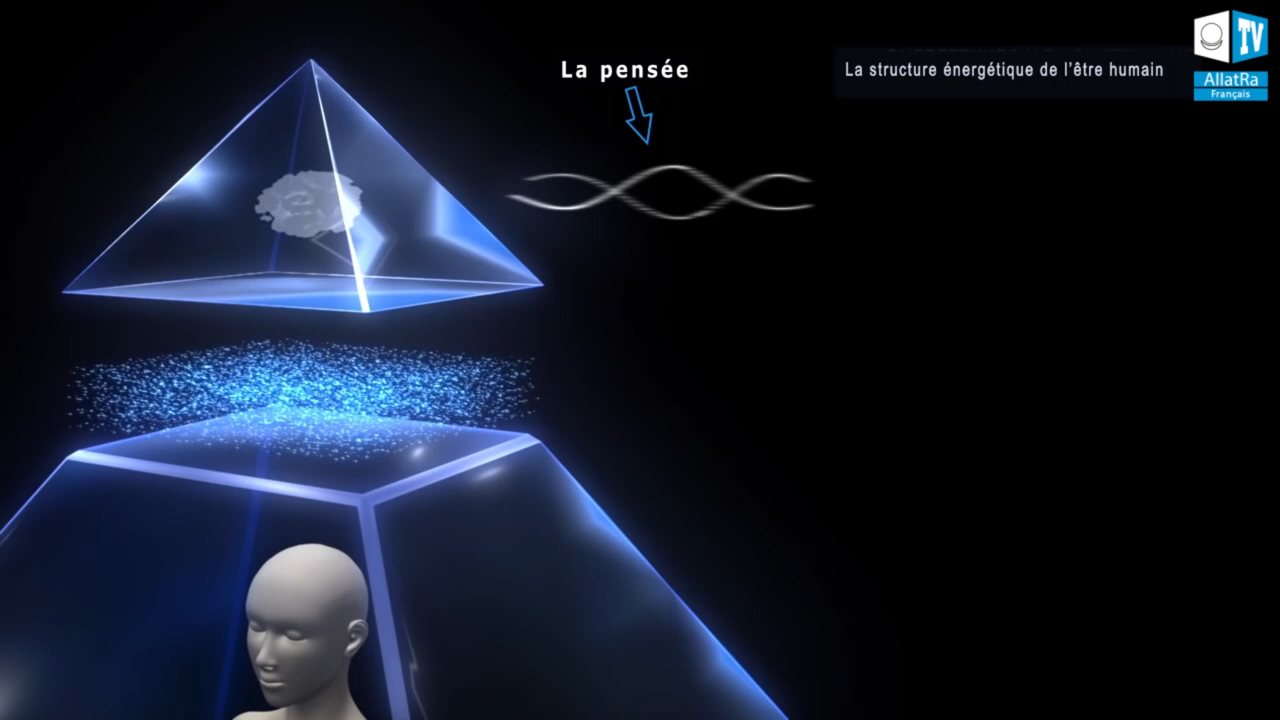 La pensée
La structure énergétique de l'être humain
TV
AllatRa
Français